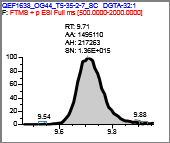 QEF1638_OG44_T5-35-2-7_SC DGTA-32:1
F: FTMS + p ESI Full ms [500.0000-2000.0000]
RT: 9.71
AA: 1495110
AH: 217263
SN: 1.36E+015
100
80
60
40
20
0
9.54
9.88
9.6
9.8